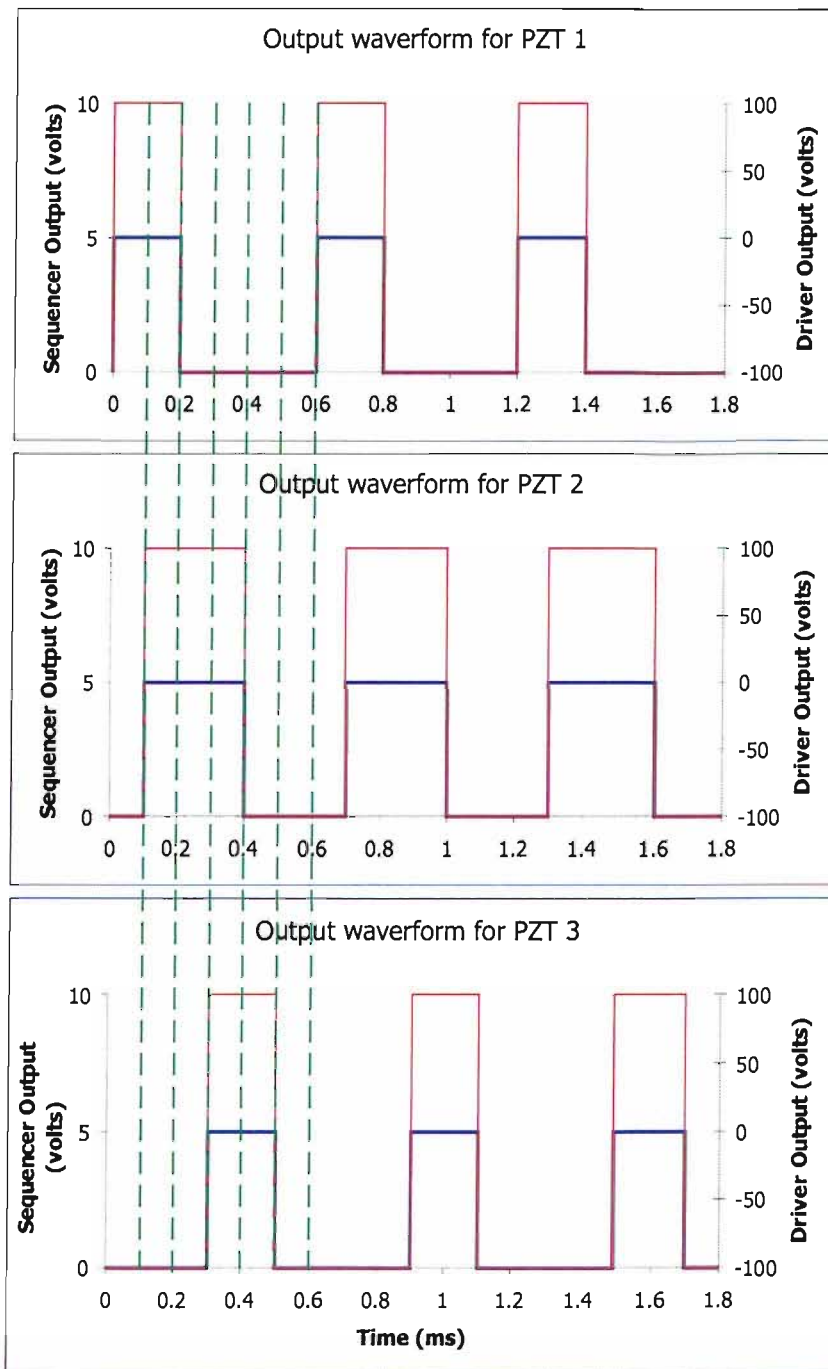 Output waverform for PZT 1
Sequencer Output (volts)
10
5
0
100
50
0
-50
-100
Driver Output (volts)
0 0.2 0.4 0.6 0.8 1 1.2 1.4 1.6 1.8
Output waverform for PZT 2
Sequencer Output (volts)
10
5
0
100
50
0
-50
-100
Driver Output (volts)
0 0.2 0.4 0.6 0.8 1 1.2 1.4 1.6 1.8
Output waverform for PZT 3
Sequencer Output
(volts)
10
5
0
100
50
0
-50
-100
Driver Output (volts)
0 0.2 0.4 0.6 0.8 1 1.2 1.4 1.6 1.8
Time (ms)